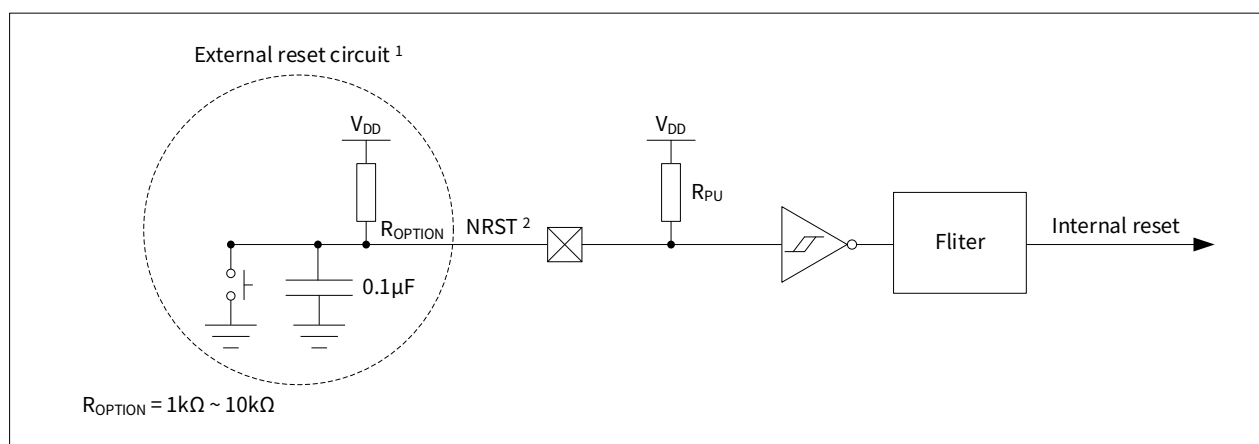 External reset circuit 1
VDD
VDD
RPU
ROPTION
NRST 2
Fliter
Internal reset
0.1μF
ROPTION = 1kΩ ~ 10kΩ